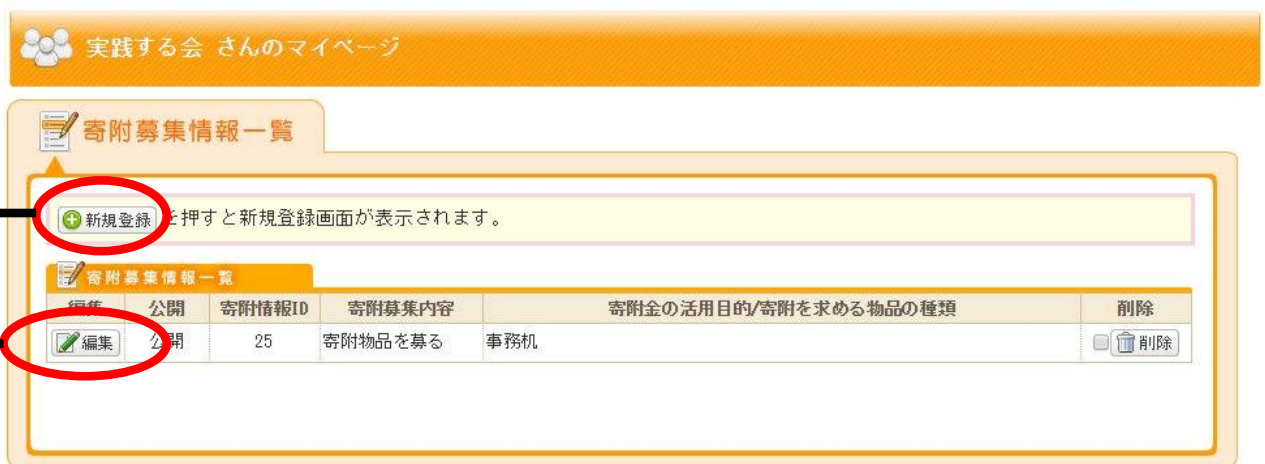 実践する会 さんのマイページ
寄附募集情報一覧
新規登録 を押すと新規登録画面が表示されます。
寄附募集情報一覧
編集 公開 寄附情報ID 寄附募集内容 寄附金の活用目的/寄附を求める物品の種類 削除
編集 公開 25 寄附物品を募る 事務机 削除